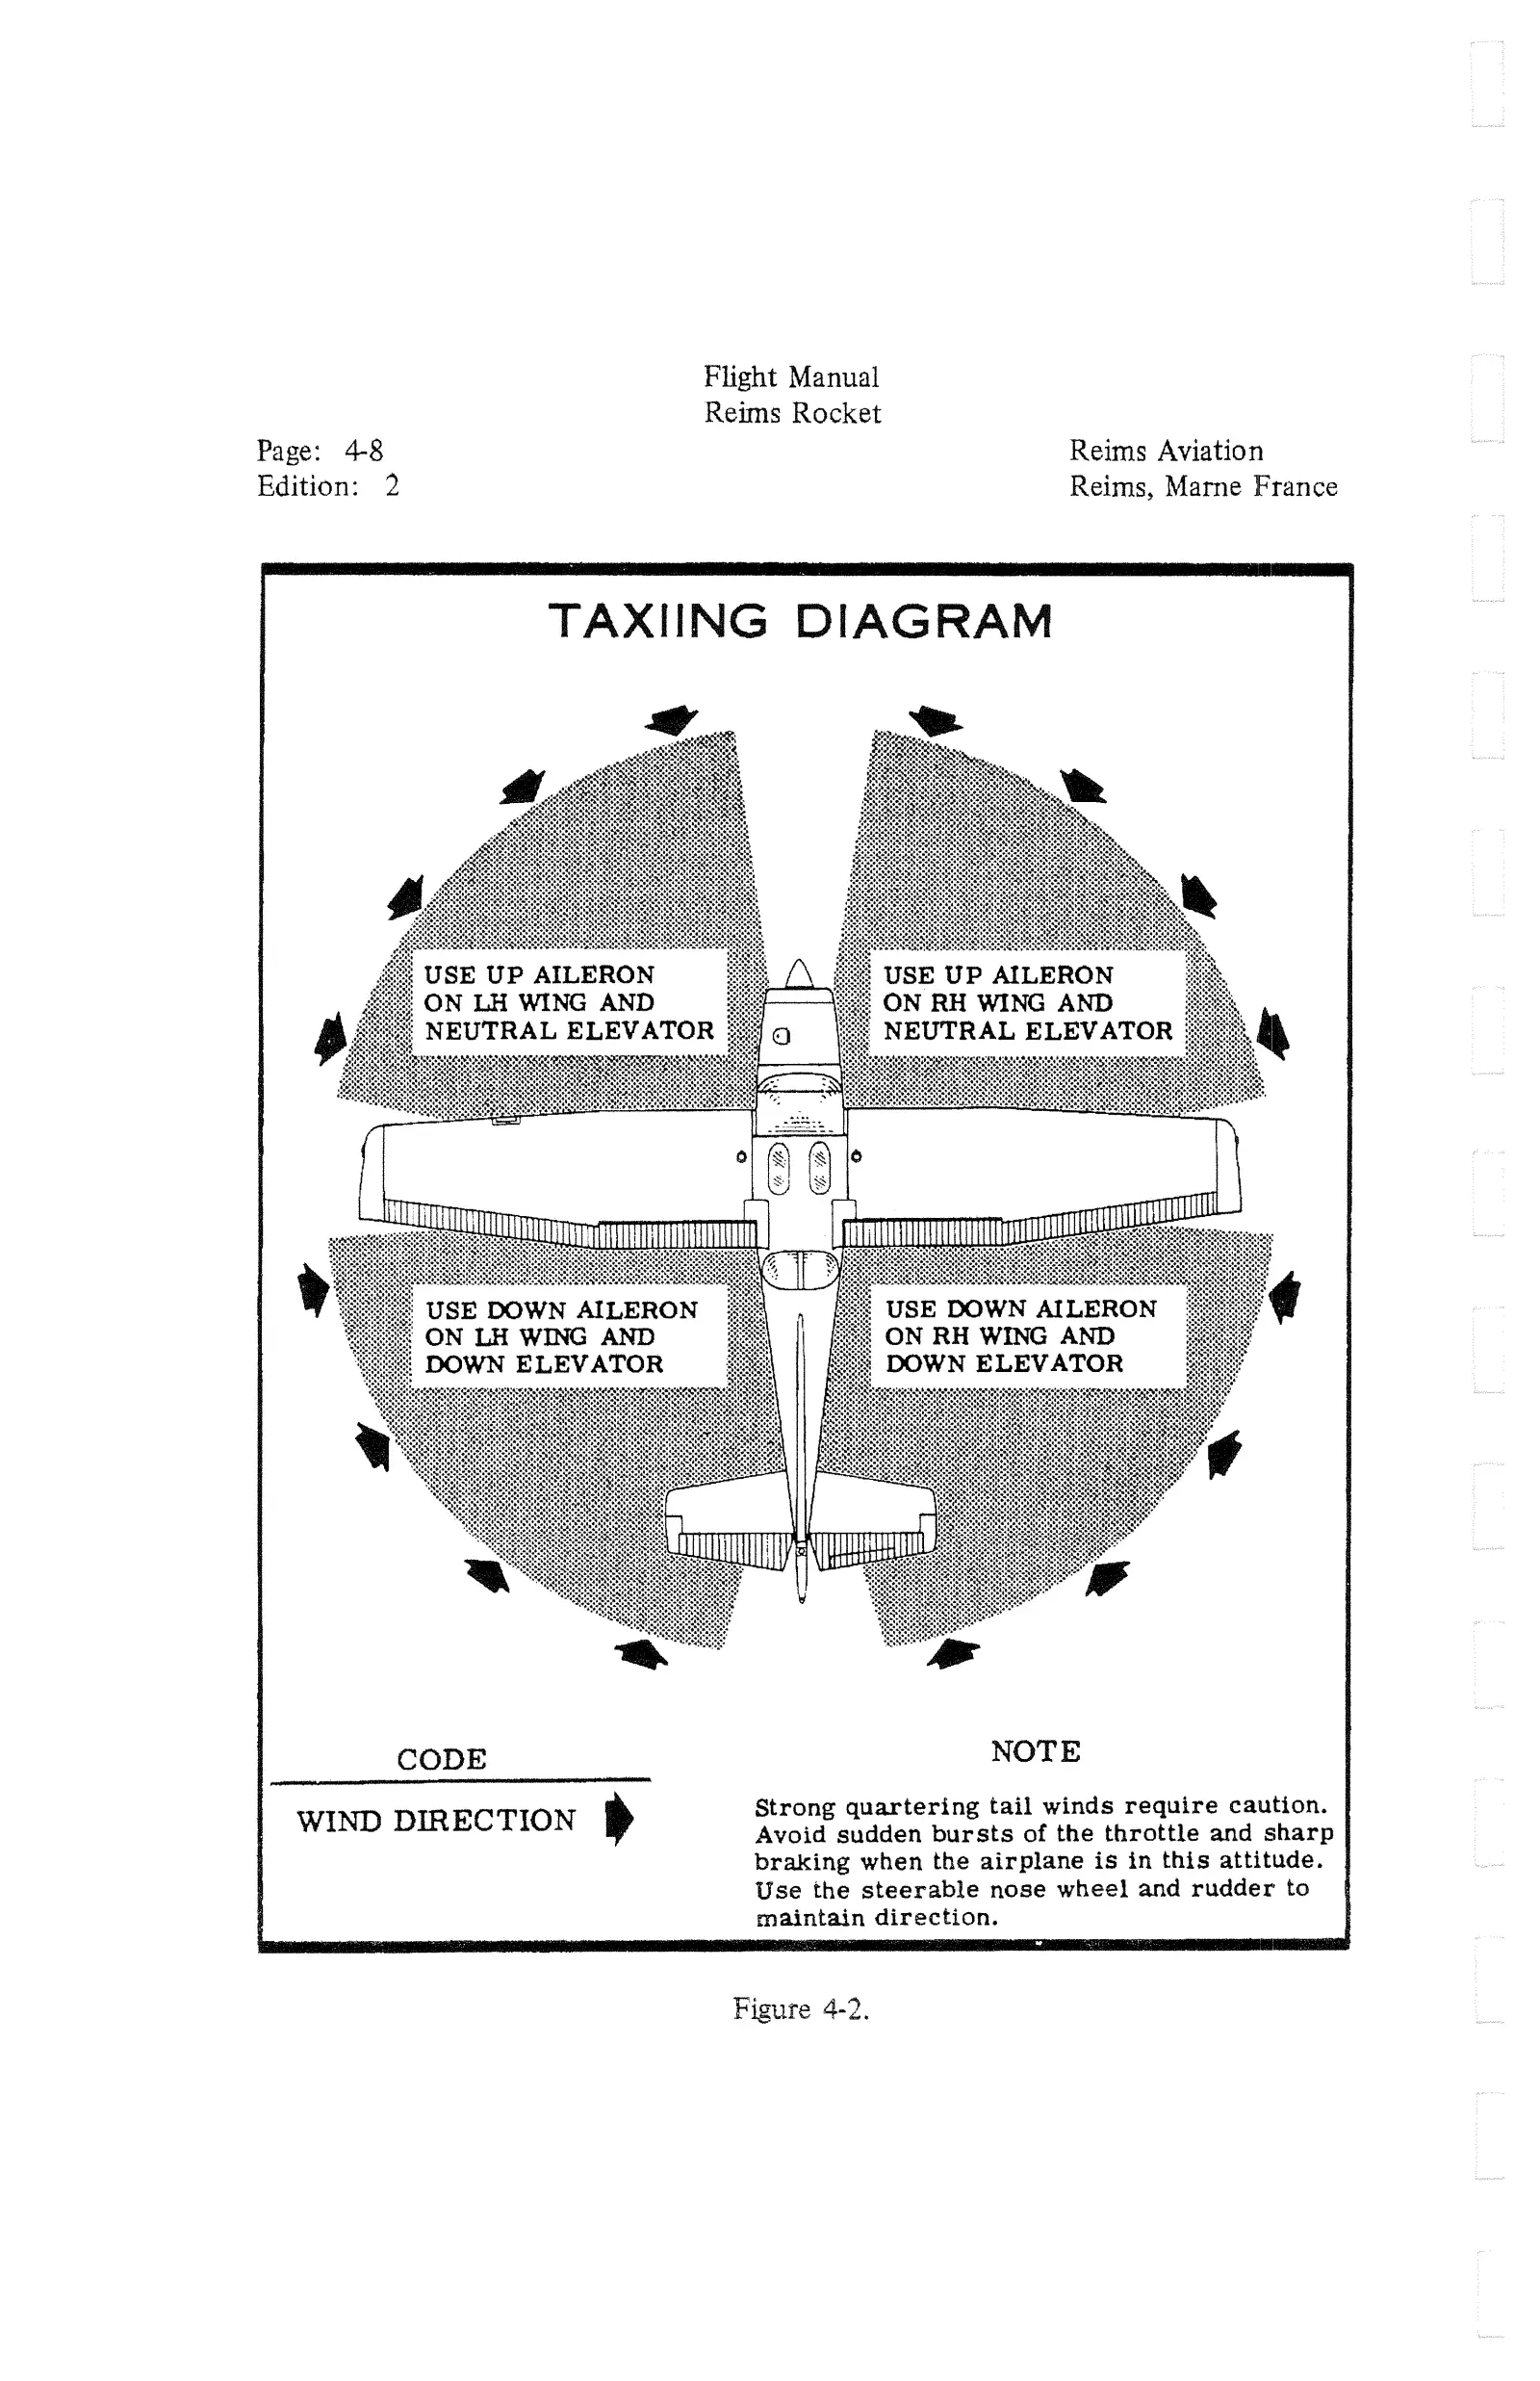 Flight Manual
Reims Rocket
Page: 4-8
Edition: 2
Reims Aviation
Reims, Marne France
TAXIING DIAGRAM
USE UP AILERON
ON LH WING AND
NEUTRAL ELEVATOR
USE UP AILERON
ON RH WING AND
NEUTRAL ELEVATOR
USE DOWN AILERON
ON LH WING AND
DOWN ELEVATOR
USE DOWN AILERON
ON RH WING AND
DOWN ELEVATOR
CODE
WIND DIRECTION
NOTE
Strong quartering tail winds require caution.
Avoid sudden bursts of the throttle and sharp
braking when the airplane is in this attitude.
Use the steerable nose wheel and rudder to
maintain direction.
Figure 4-2.